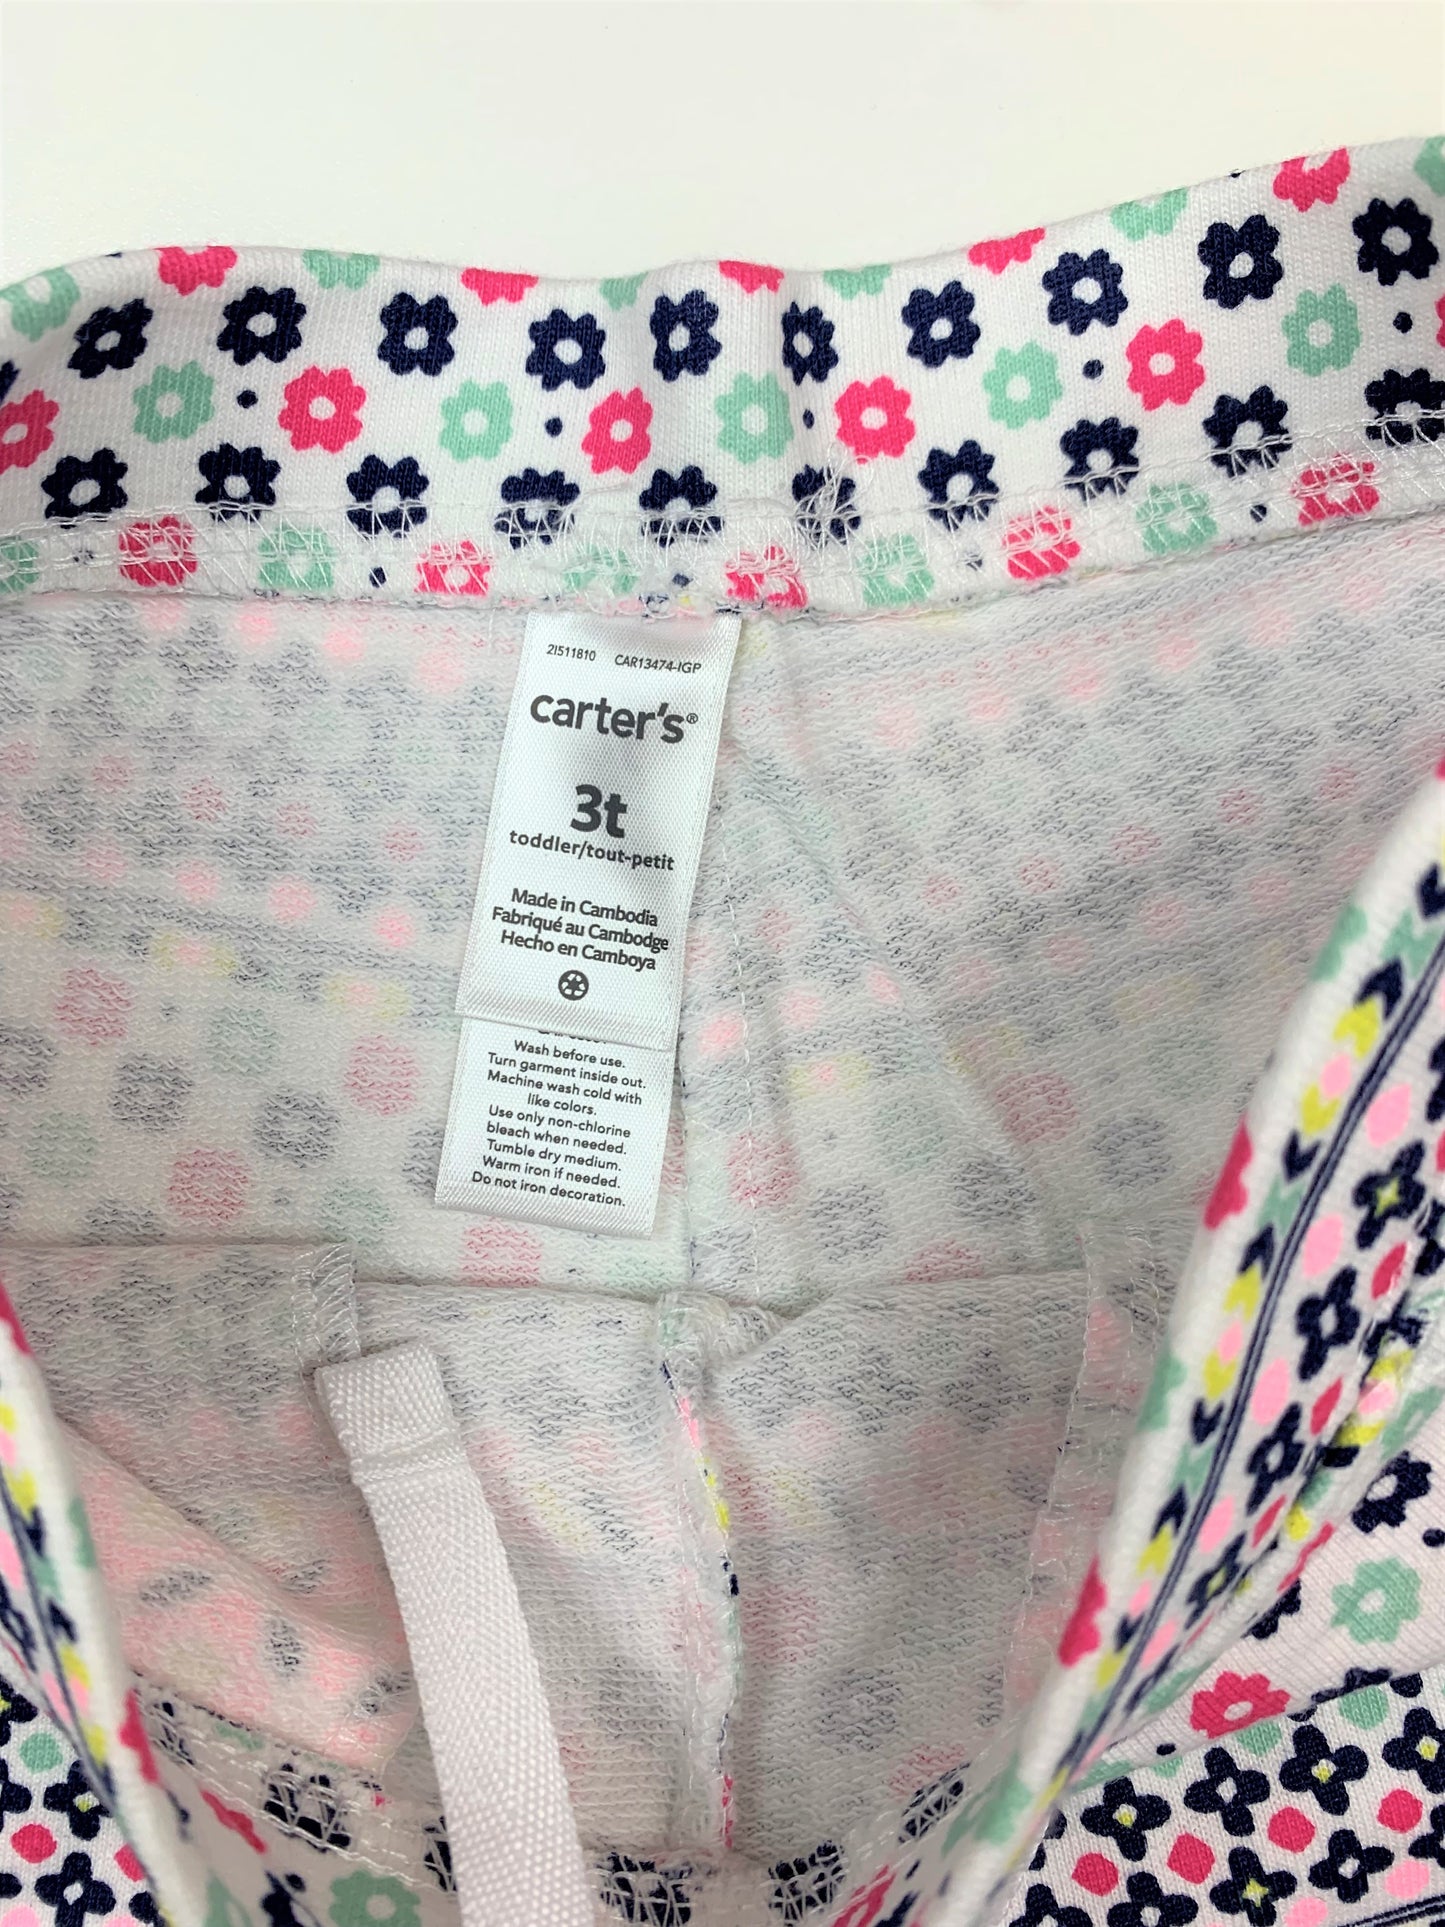 21511810 CAR13474-IGP
carter's®
3t
toddler/tout-petit
Made in Cambodia
Fabriqué au Cambodge
Hecho en Camboya
Wash before use.
Turn garment inside out.
Machine wash cold with
like colors.
Use only non-chlorine
bleach when needed.
Tumble dry medium.
Warm iron if needed.
Do not iron decoration.